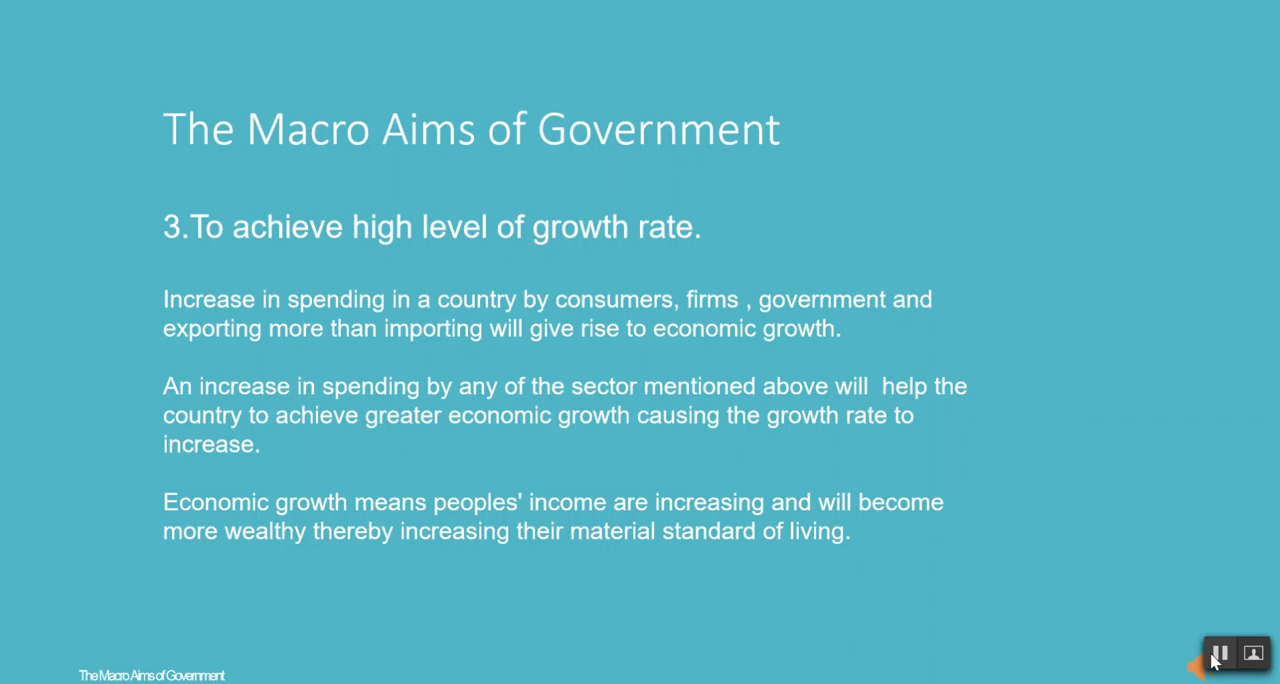 The Macro Aims of Government
3.To achieve high level of growth rate.
Increase in spending in a country by consumers, firms , government and
exporting more than importing will give rise to economic growth.
An increase in spending by any of the sector mentioned above will  help the
country to achieve greater economic growth causing the growth rate to
increase.
Economic growth means peoples' income are increasing and will become
more wealthy thereby increasing their material standard of living.
The Macro Aims of Government